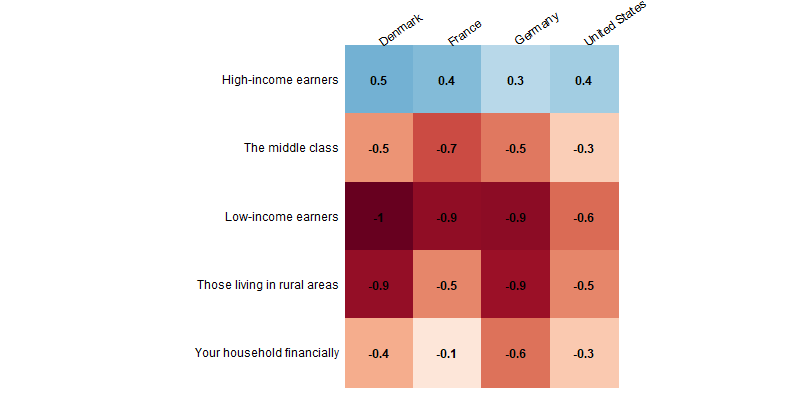 Denmark France Germany United States
High-income earners 0.5 0.4 0.3 0.4
The middle class -0.5 -0.7 -0.5 -0.3
Low-income earners -1 -0.9 -0.9 -0.6
Those living in rural areas -0.9 -0.5 -0.9 -0.5
Your household financially -0.4 -0.1 -0.6 -0.3